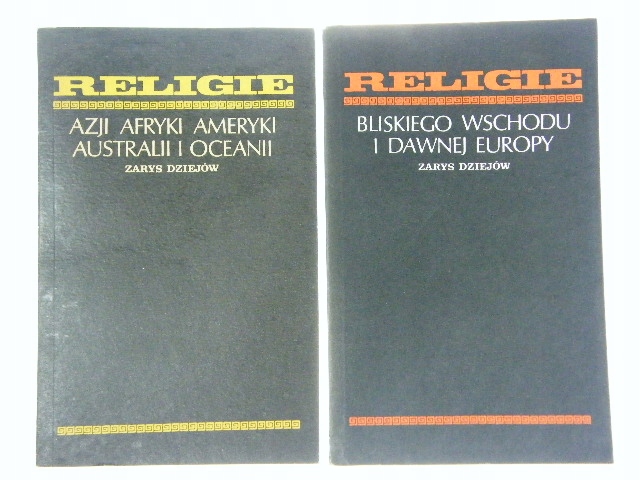 RELIGIE
AZJI AFRYKI AMERYKI
AUSTRALII I OCEANII
ZARYS DZIEJÓW
RELIGIE
BLISKIEGO WSCHODU
I DAWNEJ EUROPY
ZARYS DZIEJÓW